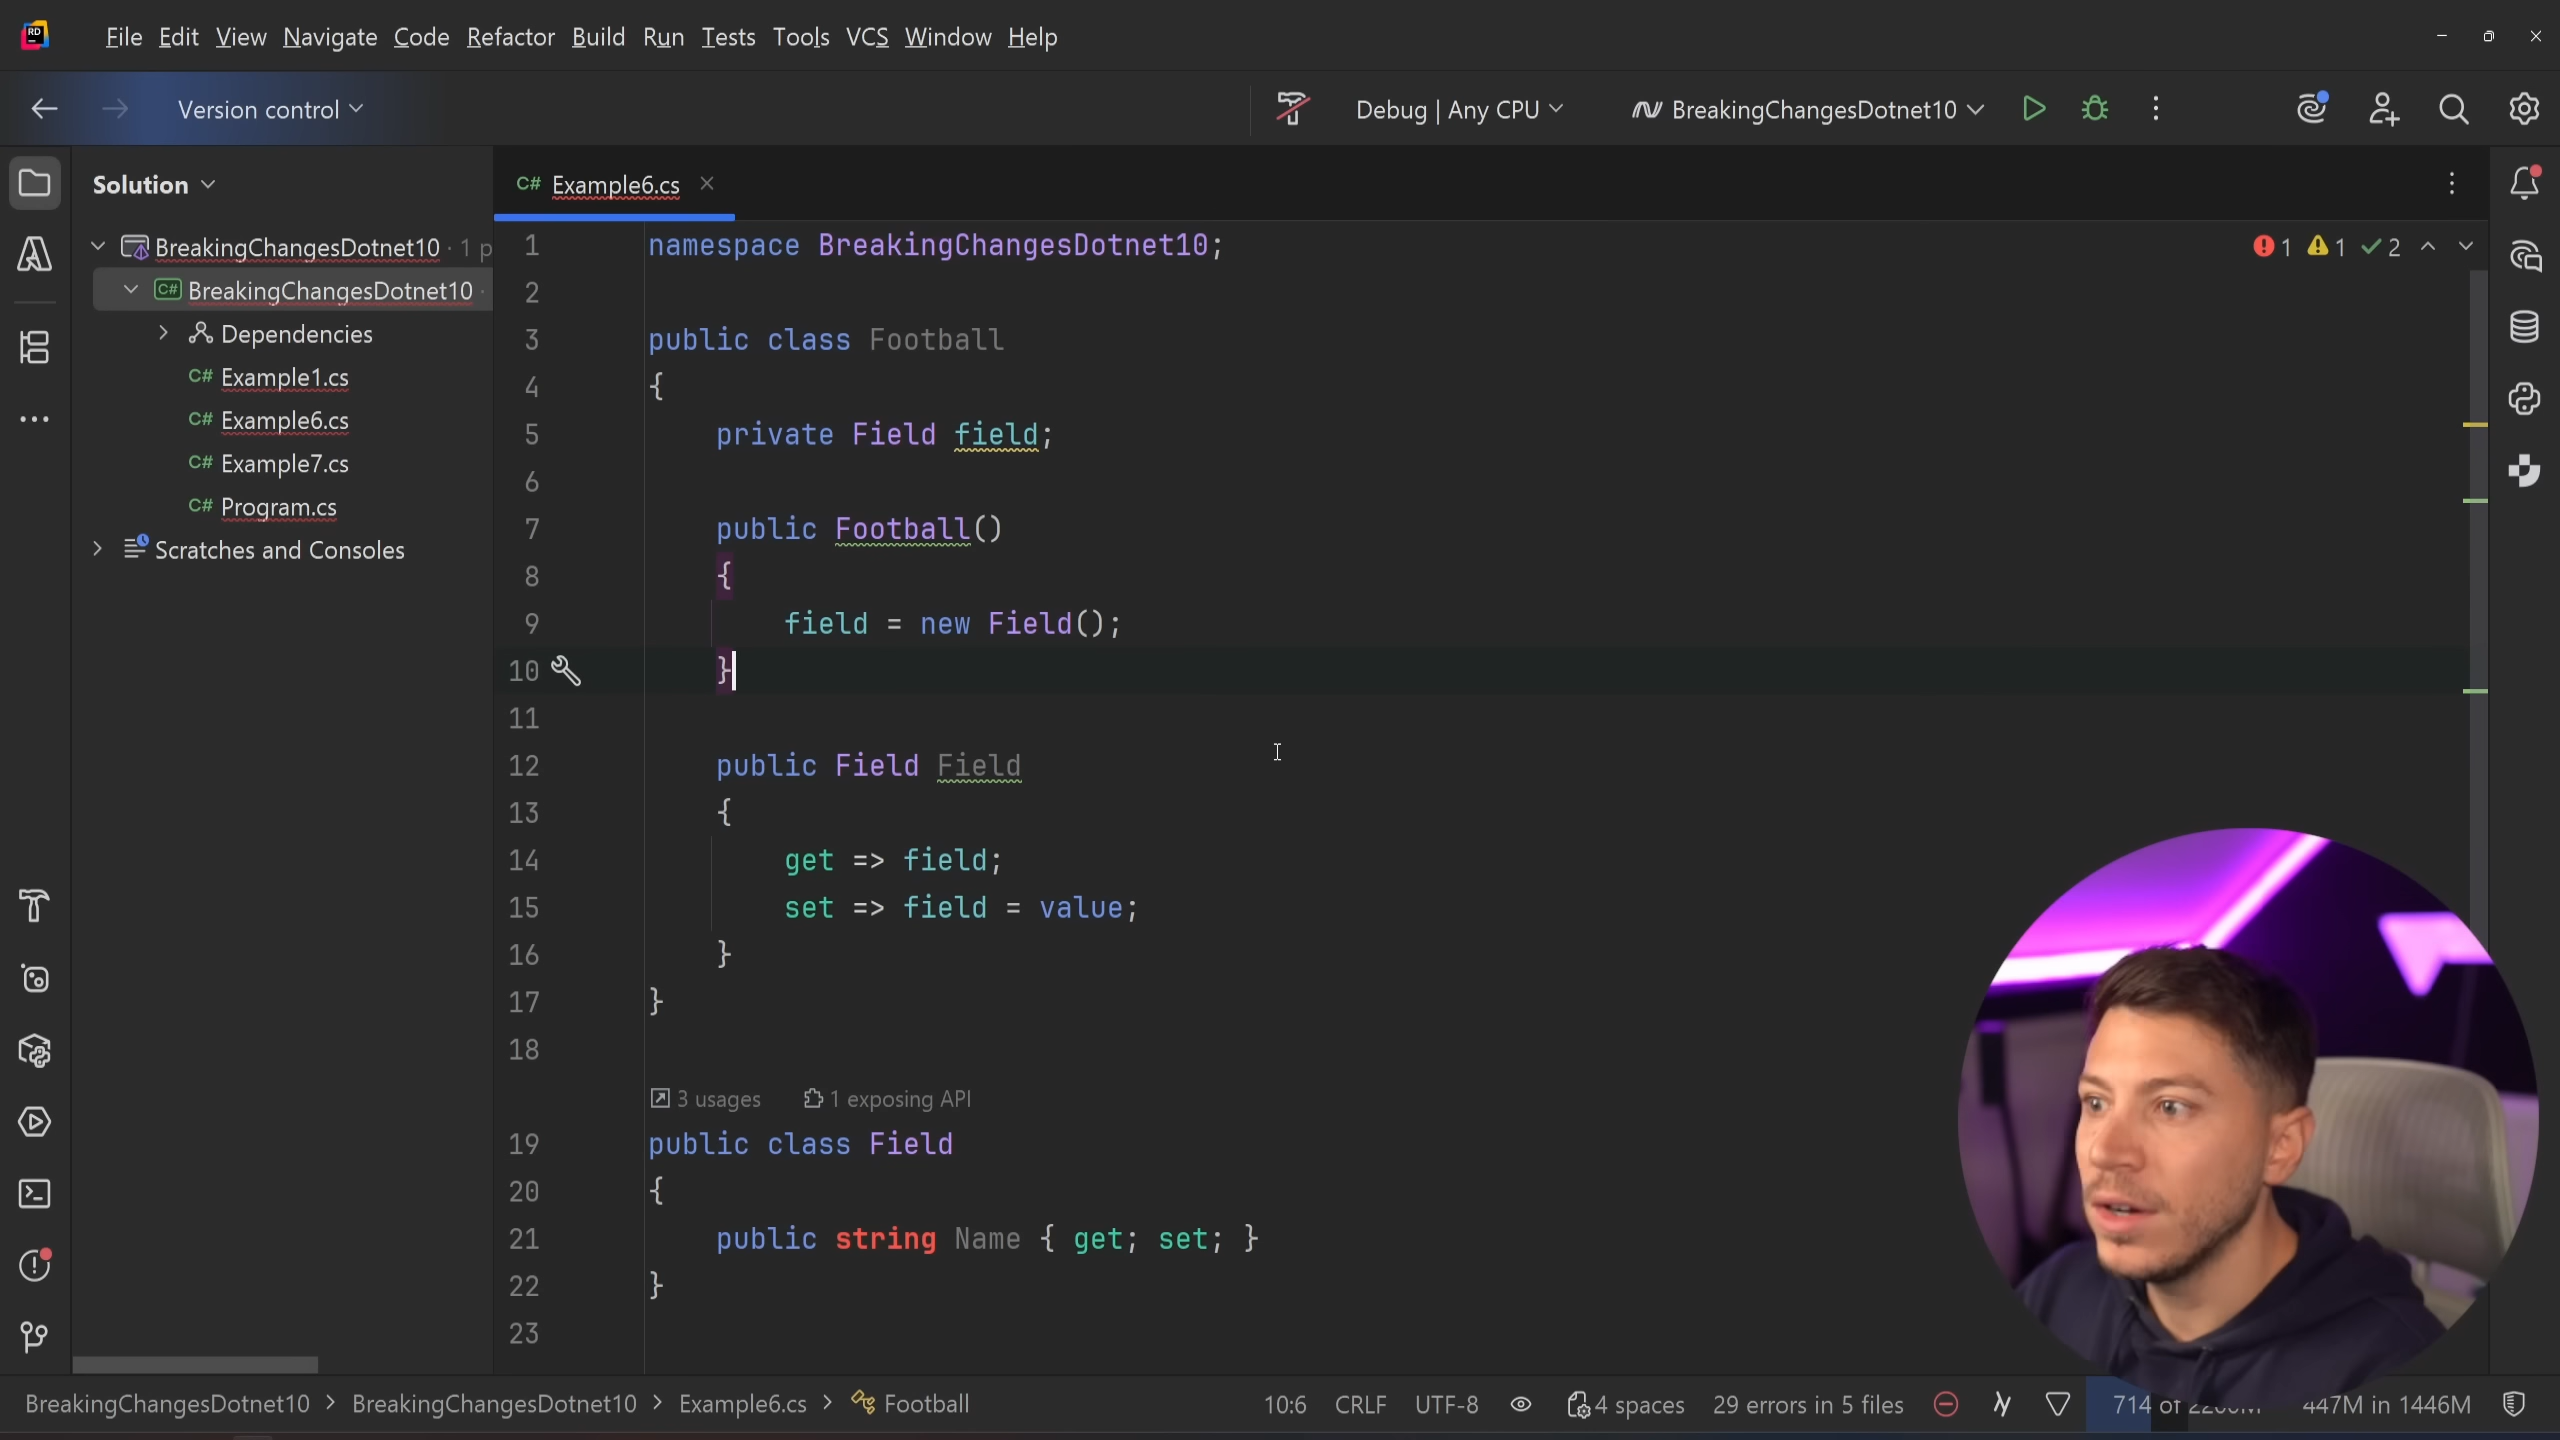 File Edit View Navigate Code Refactor Build Run Tests Tools VCS Window Help
Version control
Debug | Any CPU
BreakingChangesDotnet10
Solution
BreakingChangesDotnet10 · 1 p
BreakingChangesDotnet10 ·
Dependencies
C# Example1.cs
C# Example6.cs
C# Example7.cs
C# Program.cs
Scratches and Consoles
C# Example6.cs
1 1 2
1 namespace BreakingChangesDotnet10;
2
3 public class Football
4 {
5 private Field field;
6
7 public Football()
8 {
9 field = new Field();
10 }
11
12 public Field Field
13 {
14 get => field;
15 set => field = value;
16 }
17 }
18
3 usages 1 exposing API
19 public class Field
20 {
21 public string Name { get; set; }
22 }
23
BreakingChangesDotnet10 > BreakingChangesDotnet10 > Example6.cs > Football
10:6 CRLF UTF-8 4 spaces 29 errors in 5 files 714 of 447M in 1446M